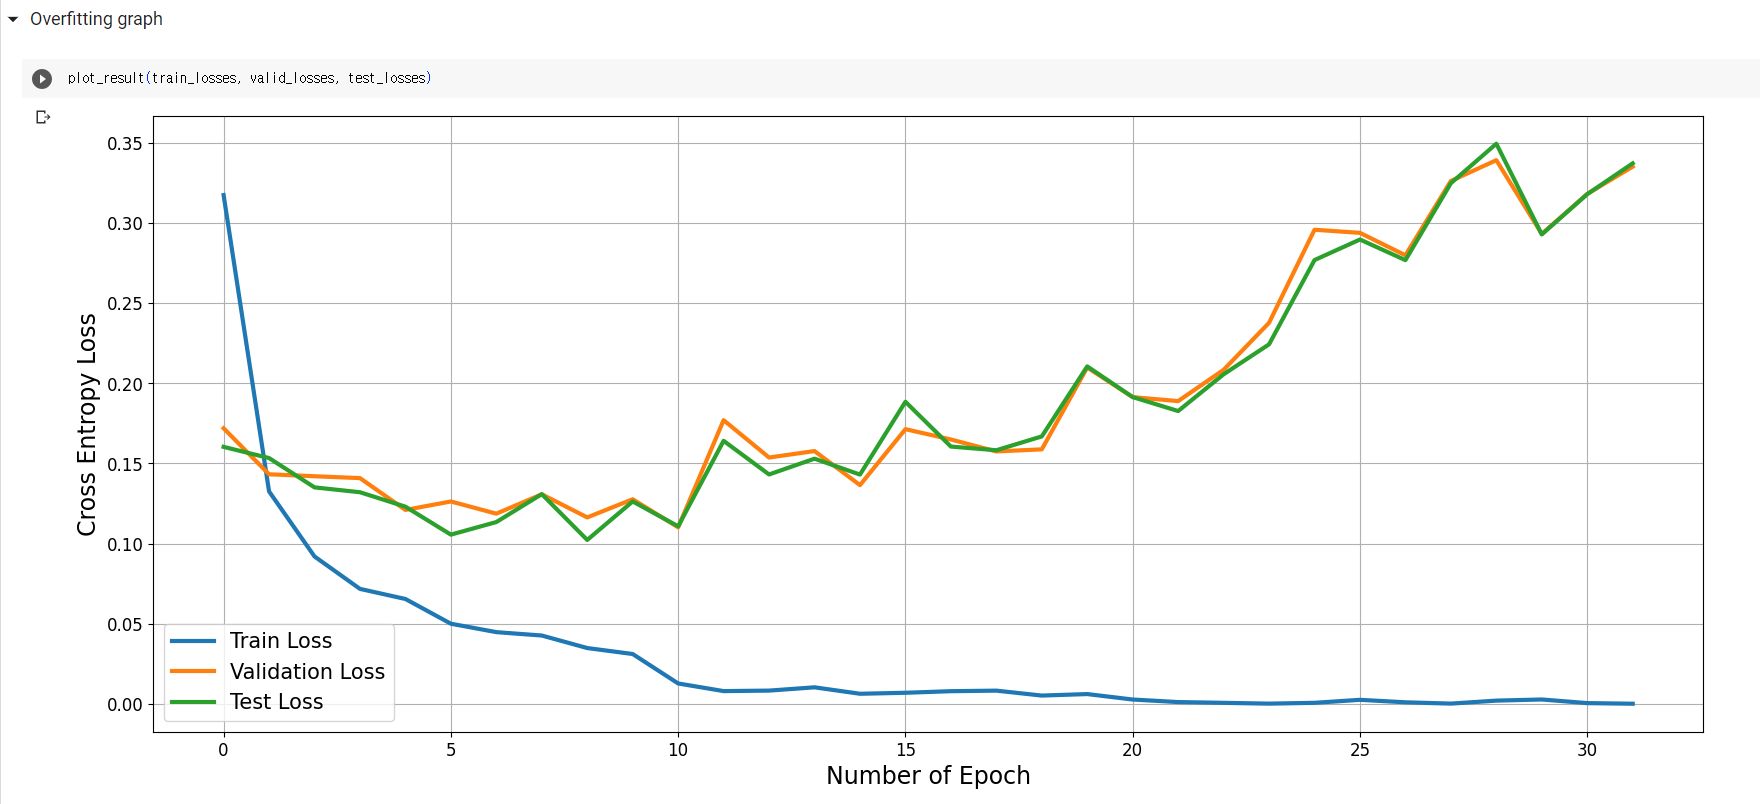 Overfitting graph
plot_result(train_losses, valid_losses, test_losses)
0.35
0.30
0.25
0.20
0.15
0.10
0.05
0.00
Cross Entropy Loss
Train Loss
Validation Loss
Test Loss
0 5 10 15 20 25 30
Number of Epoch